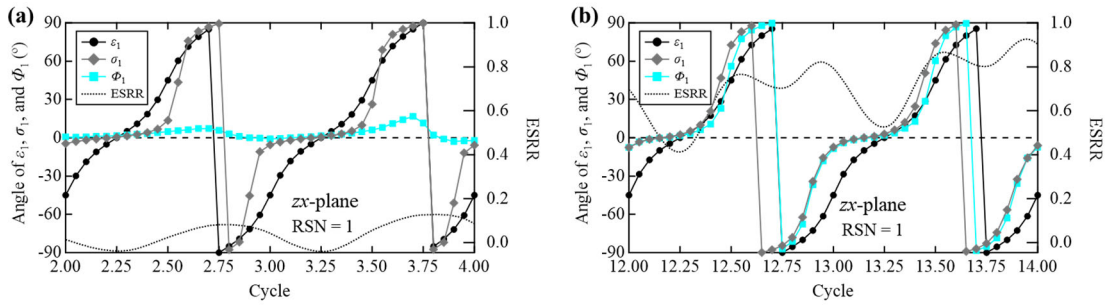 (a)
Angle of ε1, σ1, and Φ1 (°)
90
60
30
0
-30
-60
-90
ε1
σ1
Φ1
ESRR
zx-plane
RSN = 1
1.0
0.8
0.6
0.4
0.2
0.0
ESRR
2.00 2.25 2.50 2.75 3.00 3.25 3.50 3.75 4.00
Cycle
(b)
Angle of ε1, σ1, and Φ1 (°)
90
60
30
0
-30
-60
-90
ε1
σ1
Φ1
ESRR
zx-plane
RSN = 1
1.0
0.8
0.6
0.4
0.2
0.0
ESRR
12.00 12.25 12.50 12.75 13.00 13.25 13.50 13.75 14.00
Cycle